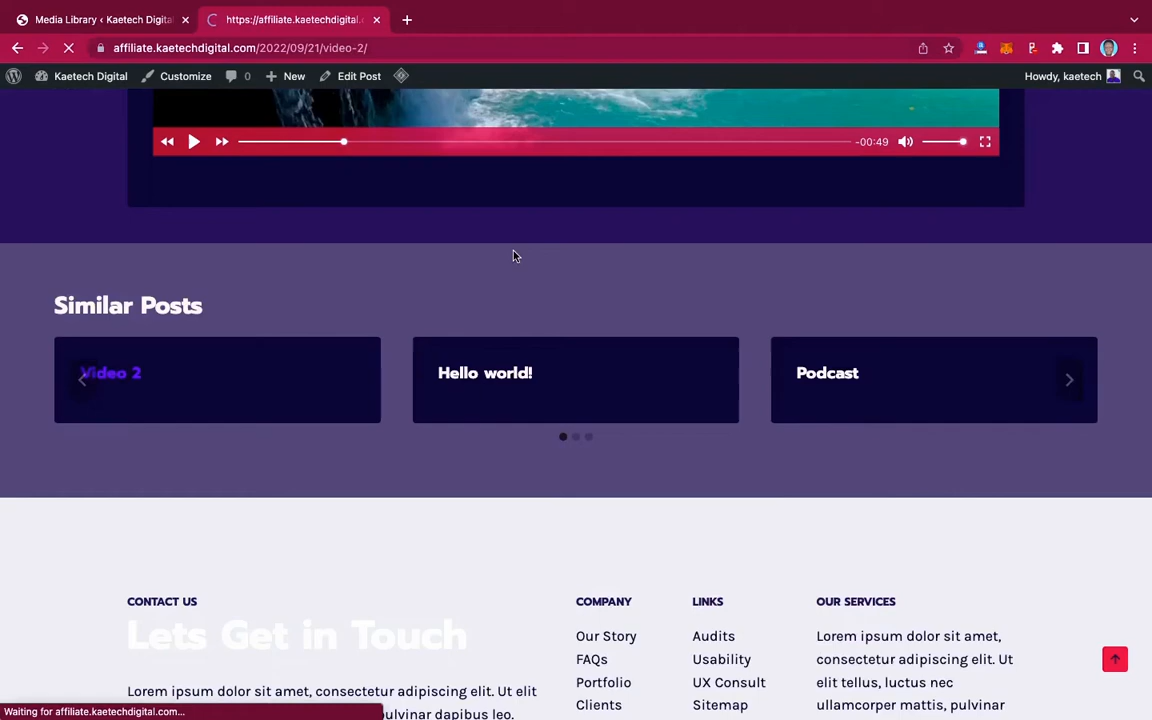 Media Library ‹ Kaetech Digital
https://affiliate.kaetechdigital.c
affiliate.kaetechdigital.com/2022/09/21/video-2/
Kaetech Digital
Customize
0
New
Edit Post
Howdy, kaetech
-00:49
Similar Posts
Video 2
Hello world!
Podcast
CONTACT US
Lets Get in Touch
Lorem ipsum dolor sit amet, consectetur adipiscing elit. Ut elit
pulvinar dapibus leo.
COMPANY
Our Story
FAQs
Portfolio
Clients
LINKS
Audits
Usability
UX Consult
Sitemap
OUR SERVICES
Lorem ipsum dolor sit amet,
consectetur adipiscing elit. Ut
elit tellus, luctus nec
ullamcorper mattis, pulvinar
Waiting for affiliate.kaetechdigital.com...